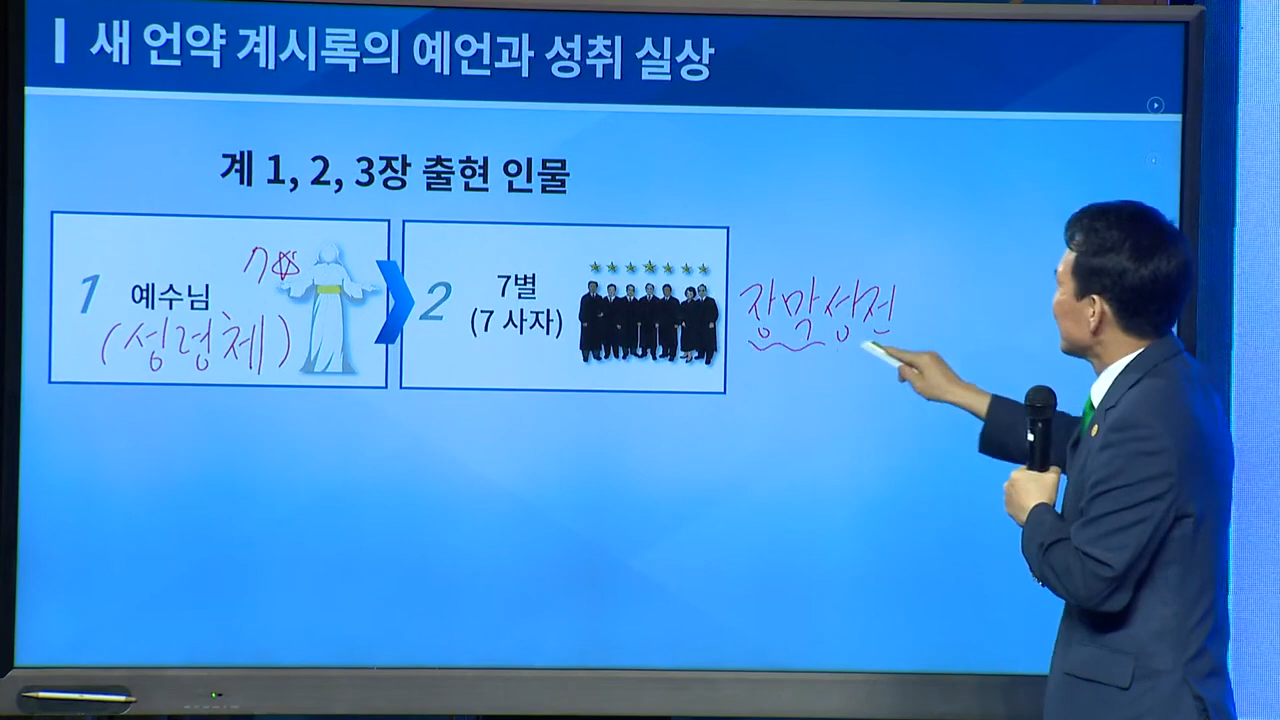 새 언약 계시록의 예언과 성취 실상
계 1, 2, 3장 출현 인물
1 예수님
(성령체)
7
2 7별
(7 사자)
장막성전